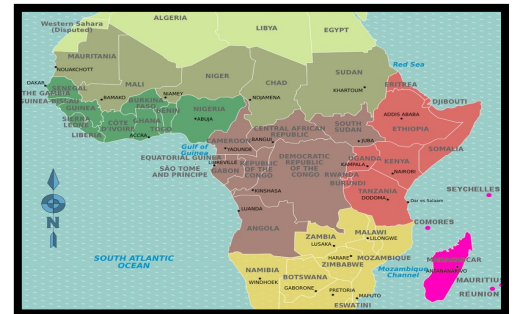 ALGERIA
LIBYA
EGYPT
Western Sahara
(Disputed)
MAURITANIA
NOUAKCHOTT
MALI
NIGER
CHAD
SUDAN
KHARTOUM
Red Sea
ERITREA
DAKAR
SENEGAL
THE GAMBIA
GUINEA-BISSAU
GUINEA
BAMAKO
BURKINA
FASO
NIAMEY
BENIN
NIGERIA
ABUJA
NDJAMENA
DJIBOUTI
ADDIS ABABA
ETHIOPIA
SIERRA
LEONE
LIBERIA
CÔTE
D'IVOIRE
GHANA
TOGO
ACCRA
Gulf of
Guinea
CAMEROON
YAOUNDE
CENTRAL AFRICAN
REPUBLIC
BANGUI
SOUTH
SUDAN
JUBA
SOMALIA
EQUATORIAL GUINEA
SÃO TOMÉ
AND PRINCIPE
LIBREVILLE
GABON
REPUBLIC
OF THE
CONGO
DEMOCRATIC
REPUBLIC
OF THE
CONGO
UGANDA
KAMPALA
KENYA
NAIROBI
RWANDA
BURUNDI
KINSHASA
TANZANIA
DODOMA
Dar es Salaam
SEYCHELLES
LUANDA
ANGOLA
COMOROS
N
ZAMBIA
LUSAKA
MALAWI
LILONGWE
SOUTH ATLANTIC
OCEAN
HARARE
ZIMBABWE
MOZAMBIQUE
Mozambique
Channel
MADAGASCAR
ANTANANARIVO
NAMIBIA
WINDHOEK
BOTSWANA
GABORONE
PRETORIA
MAPUTO
ESWATINI
MAURITIU
REUNION